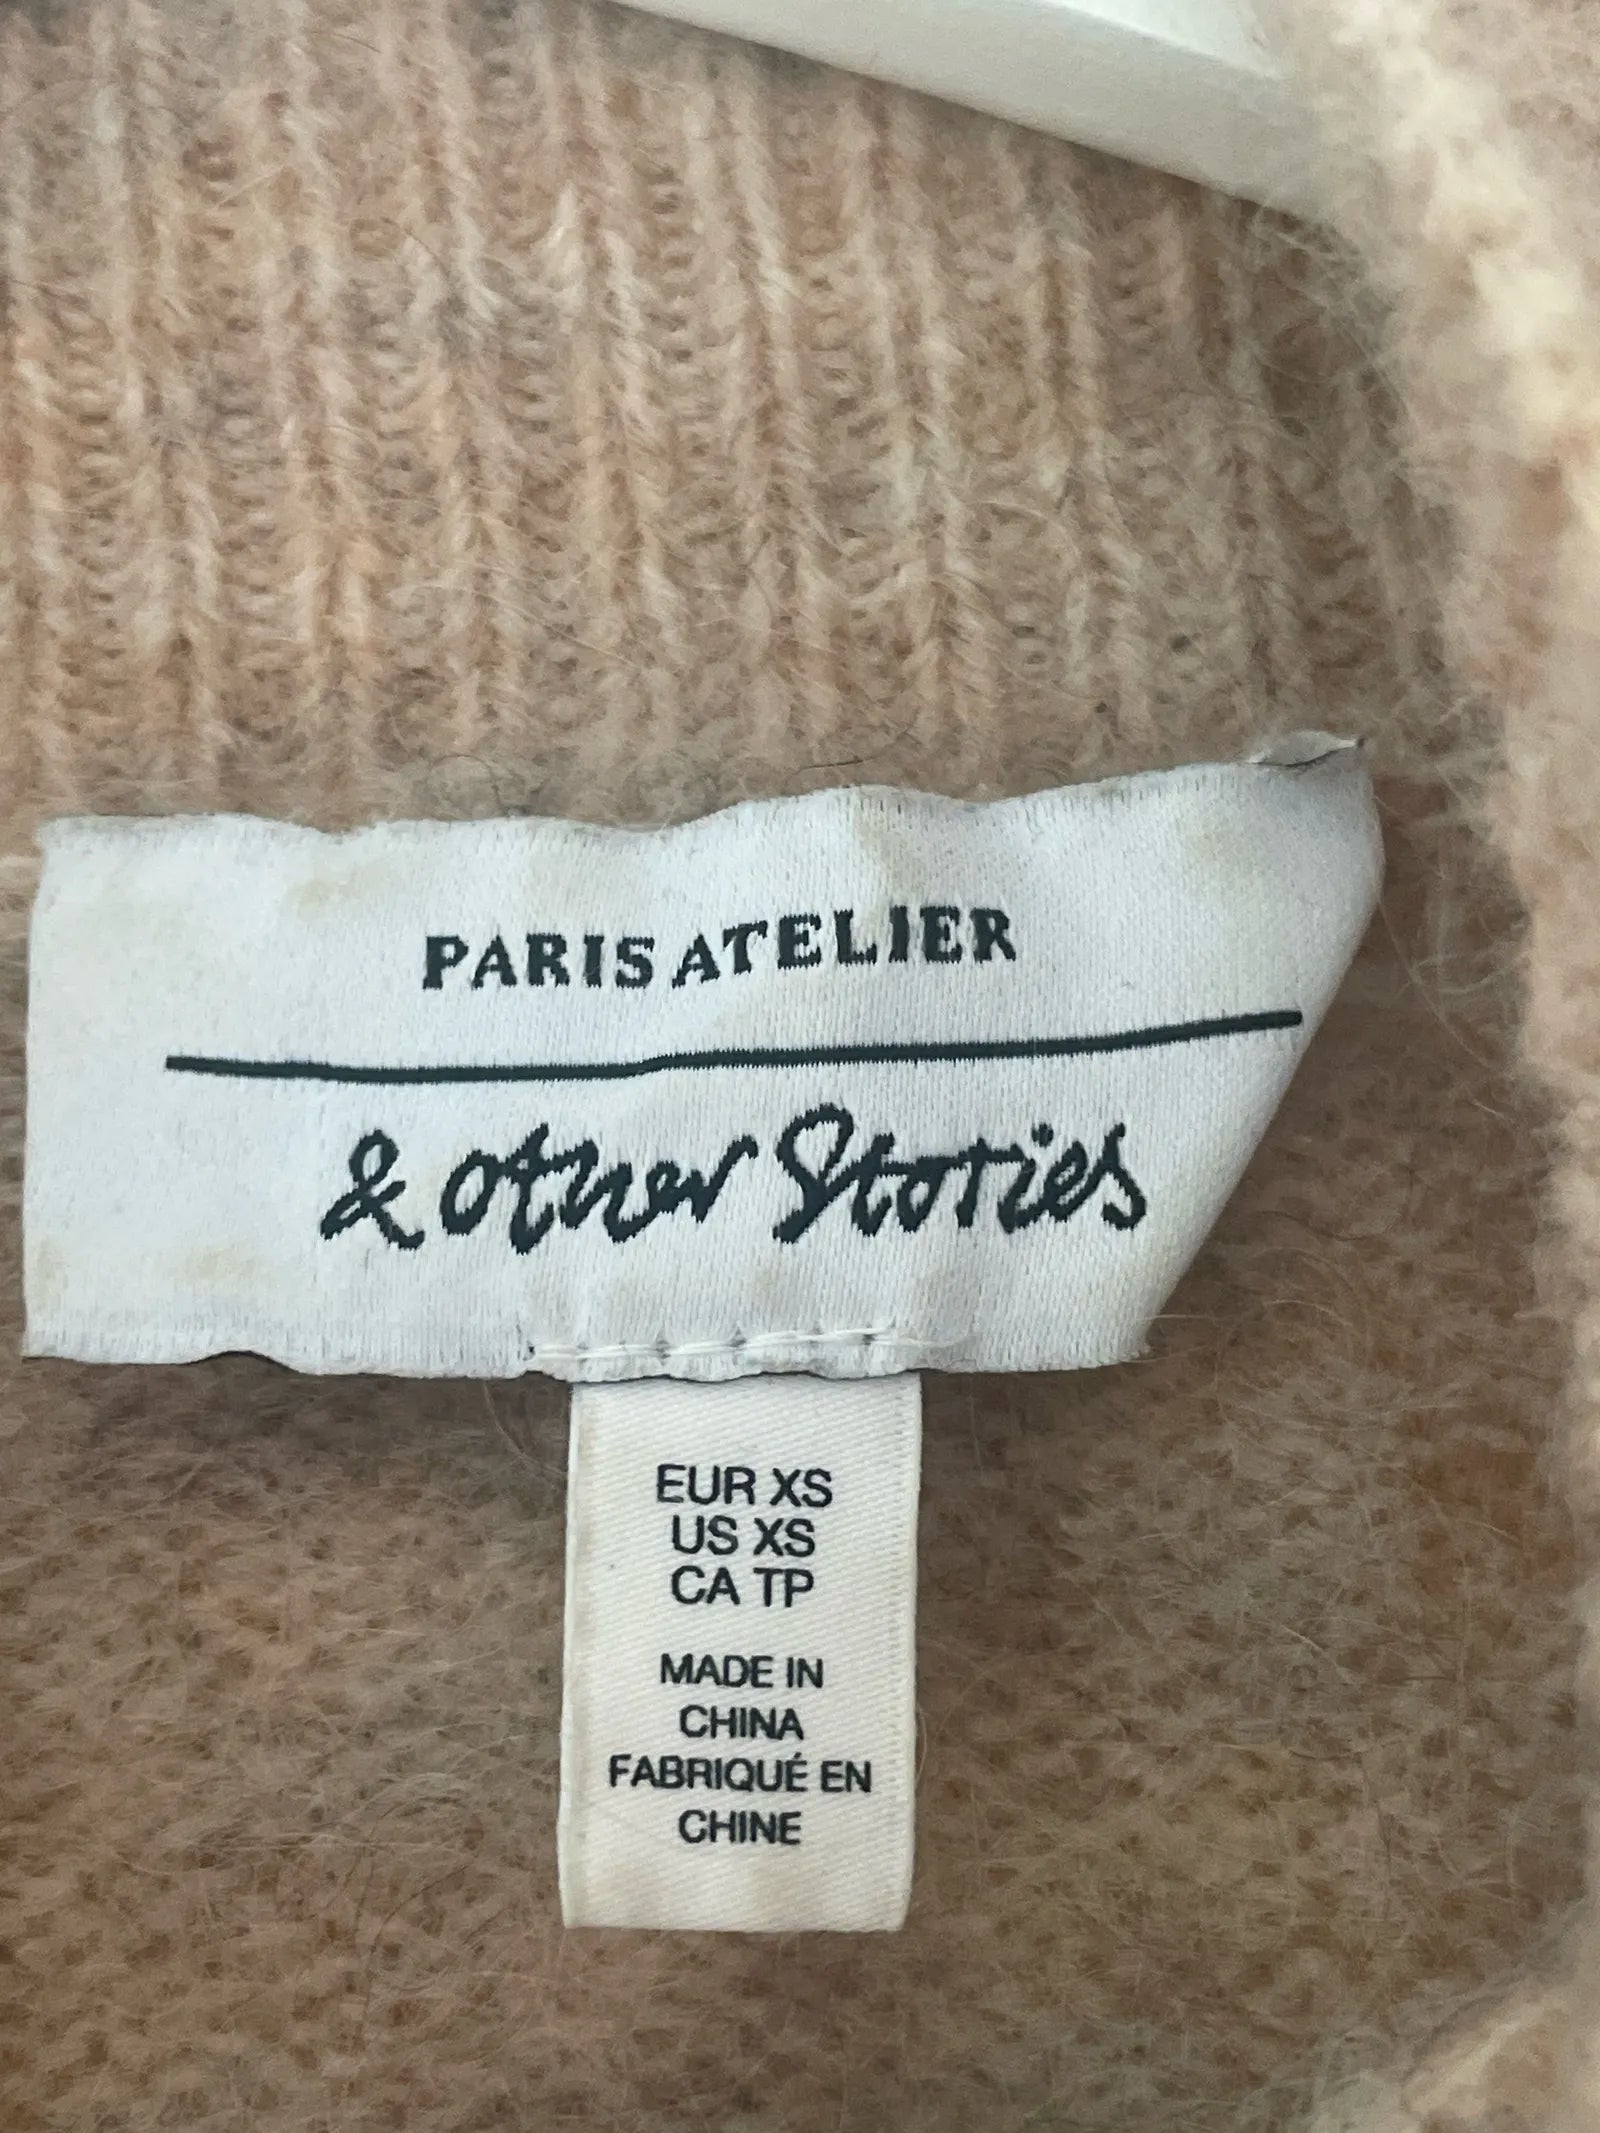 PARIS ATELIER
& other Stories
EUR XS
US XS
CA TP
MADE IN
CHINA
FABRIQUÉ EN
CHINE